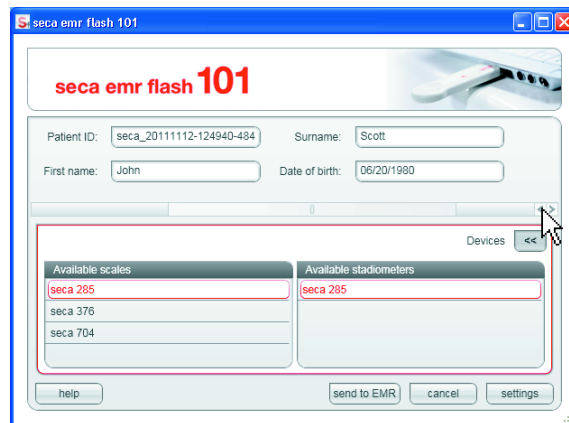 S seca emr flash 101
seca emr flash 101
Patient ID: seca_20111112-124940-484 Surname: Scott
First name: John Date of birth: 06/20/1980
Devices <<
Available scales Available stadiometers
seca 285 seca 285
seca 376
seca 704
help send to EMR cancel settings